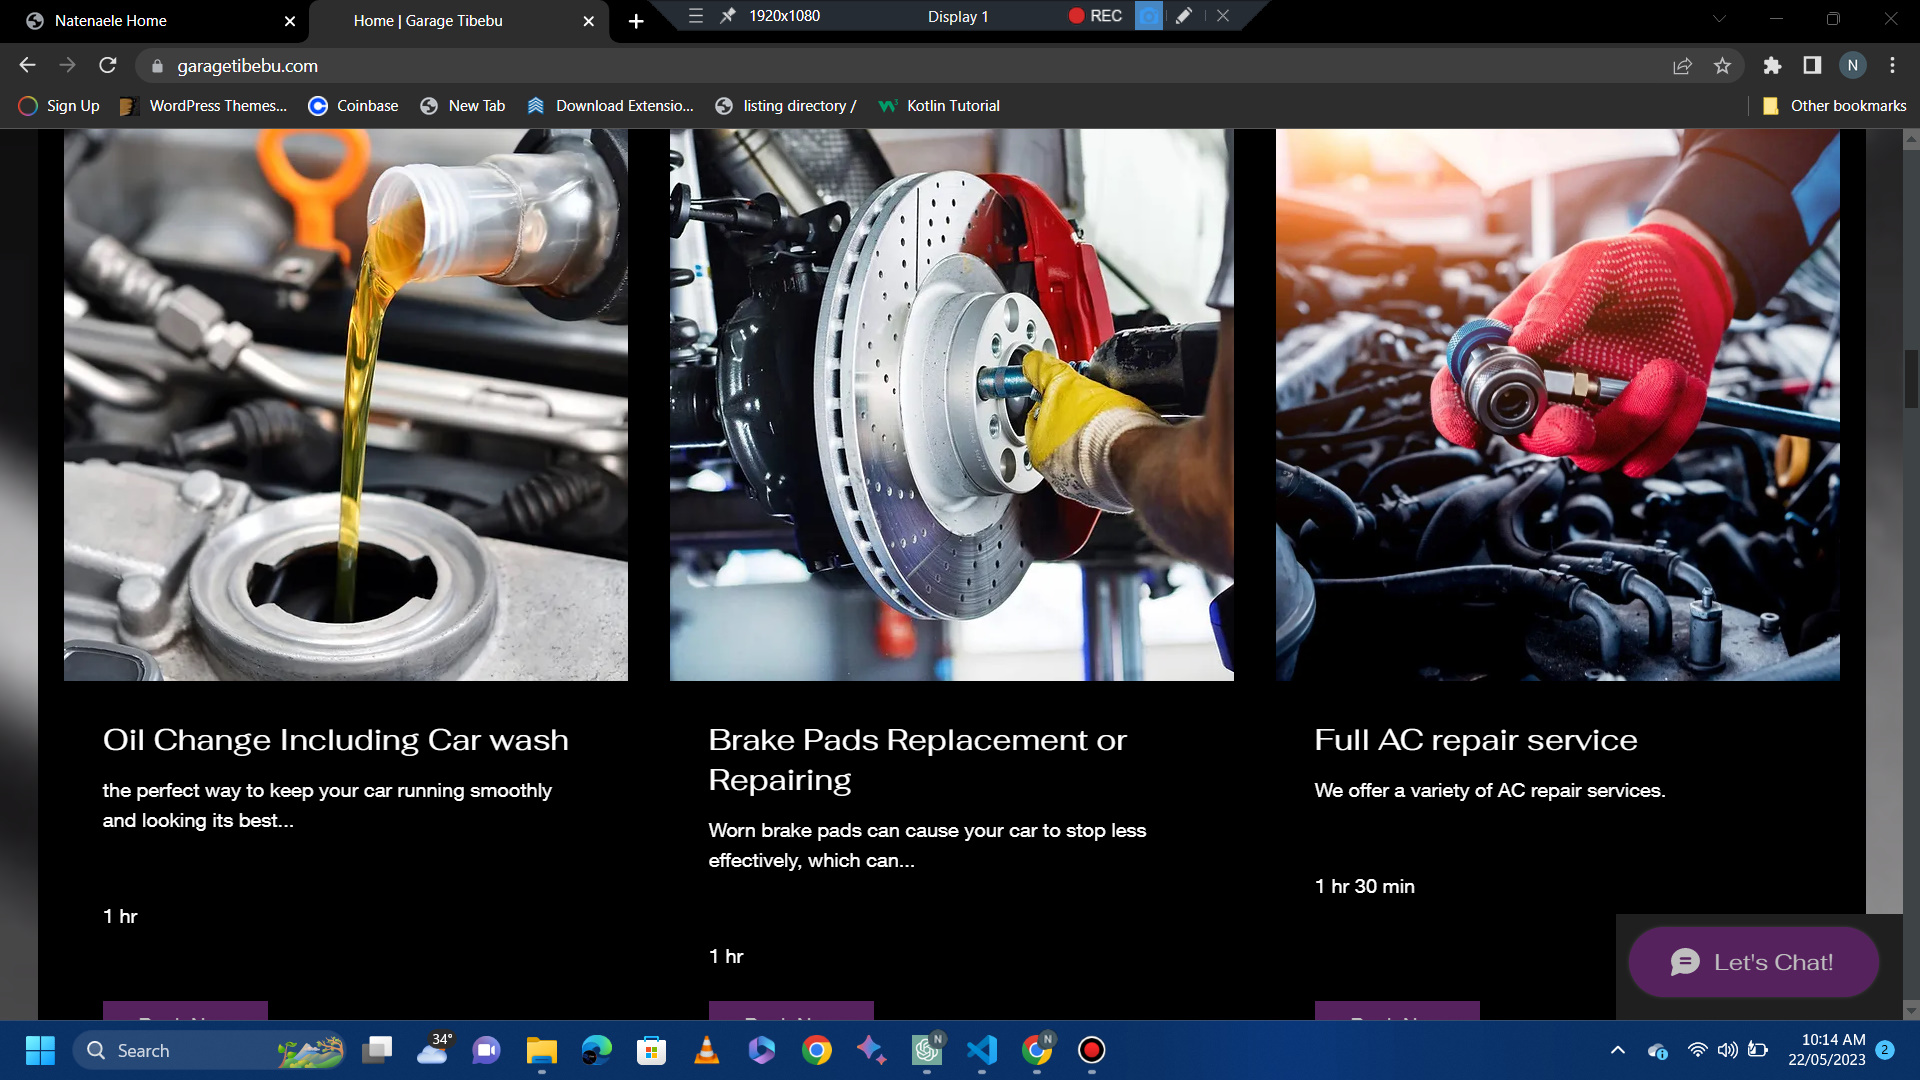 Natenaele Home
Home | Garage Tibebu
1920x1080
Display 1
REC
garagetibebu.com
N
Sign Up
WordPress Themes...
Coinbase
New Tab
Download Extensio...
listing directory /
Kotlin Tutorial
Other bookmarks
Oil Change Including Car wash
the perfect way to keep your car running smoothly
and looking its best...
1 hr
Brake Pads Replacement or
Repairing
Worn brake pads can cause your car to stop less
effectively, which can...
1 hr
Full AC repair service
We offer a variety of AC repair services.
1 hr 30 min
Let's Chat!
Search
34°
N
N
10:14 AM
22/05/2023
2